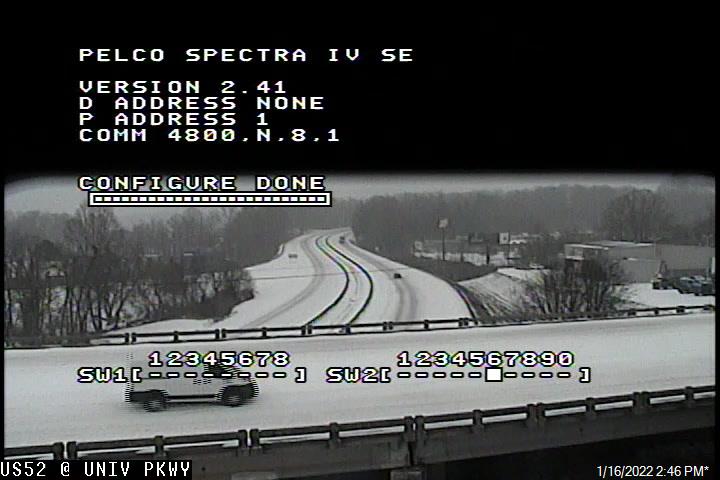 PELCO SPECTRA IV SE
VERSION 2.41
D ADDRESS NONE
P ADDRESS 1
COMM 4800,N,8,1
CONFIGURE DONE
12345678 1234567890
SW1[--------] SW2[-----■----]
US52 @ UNIV PKWY
1/16/2022 2:46 PM*